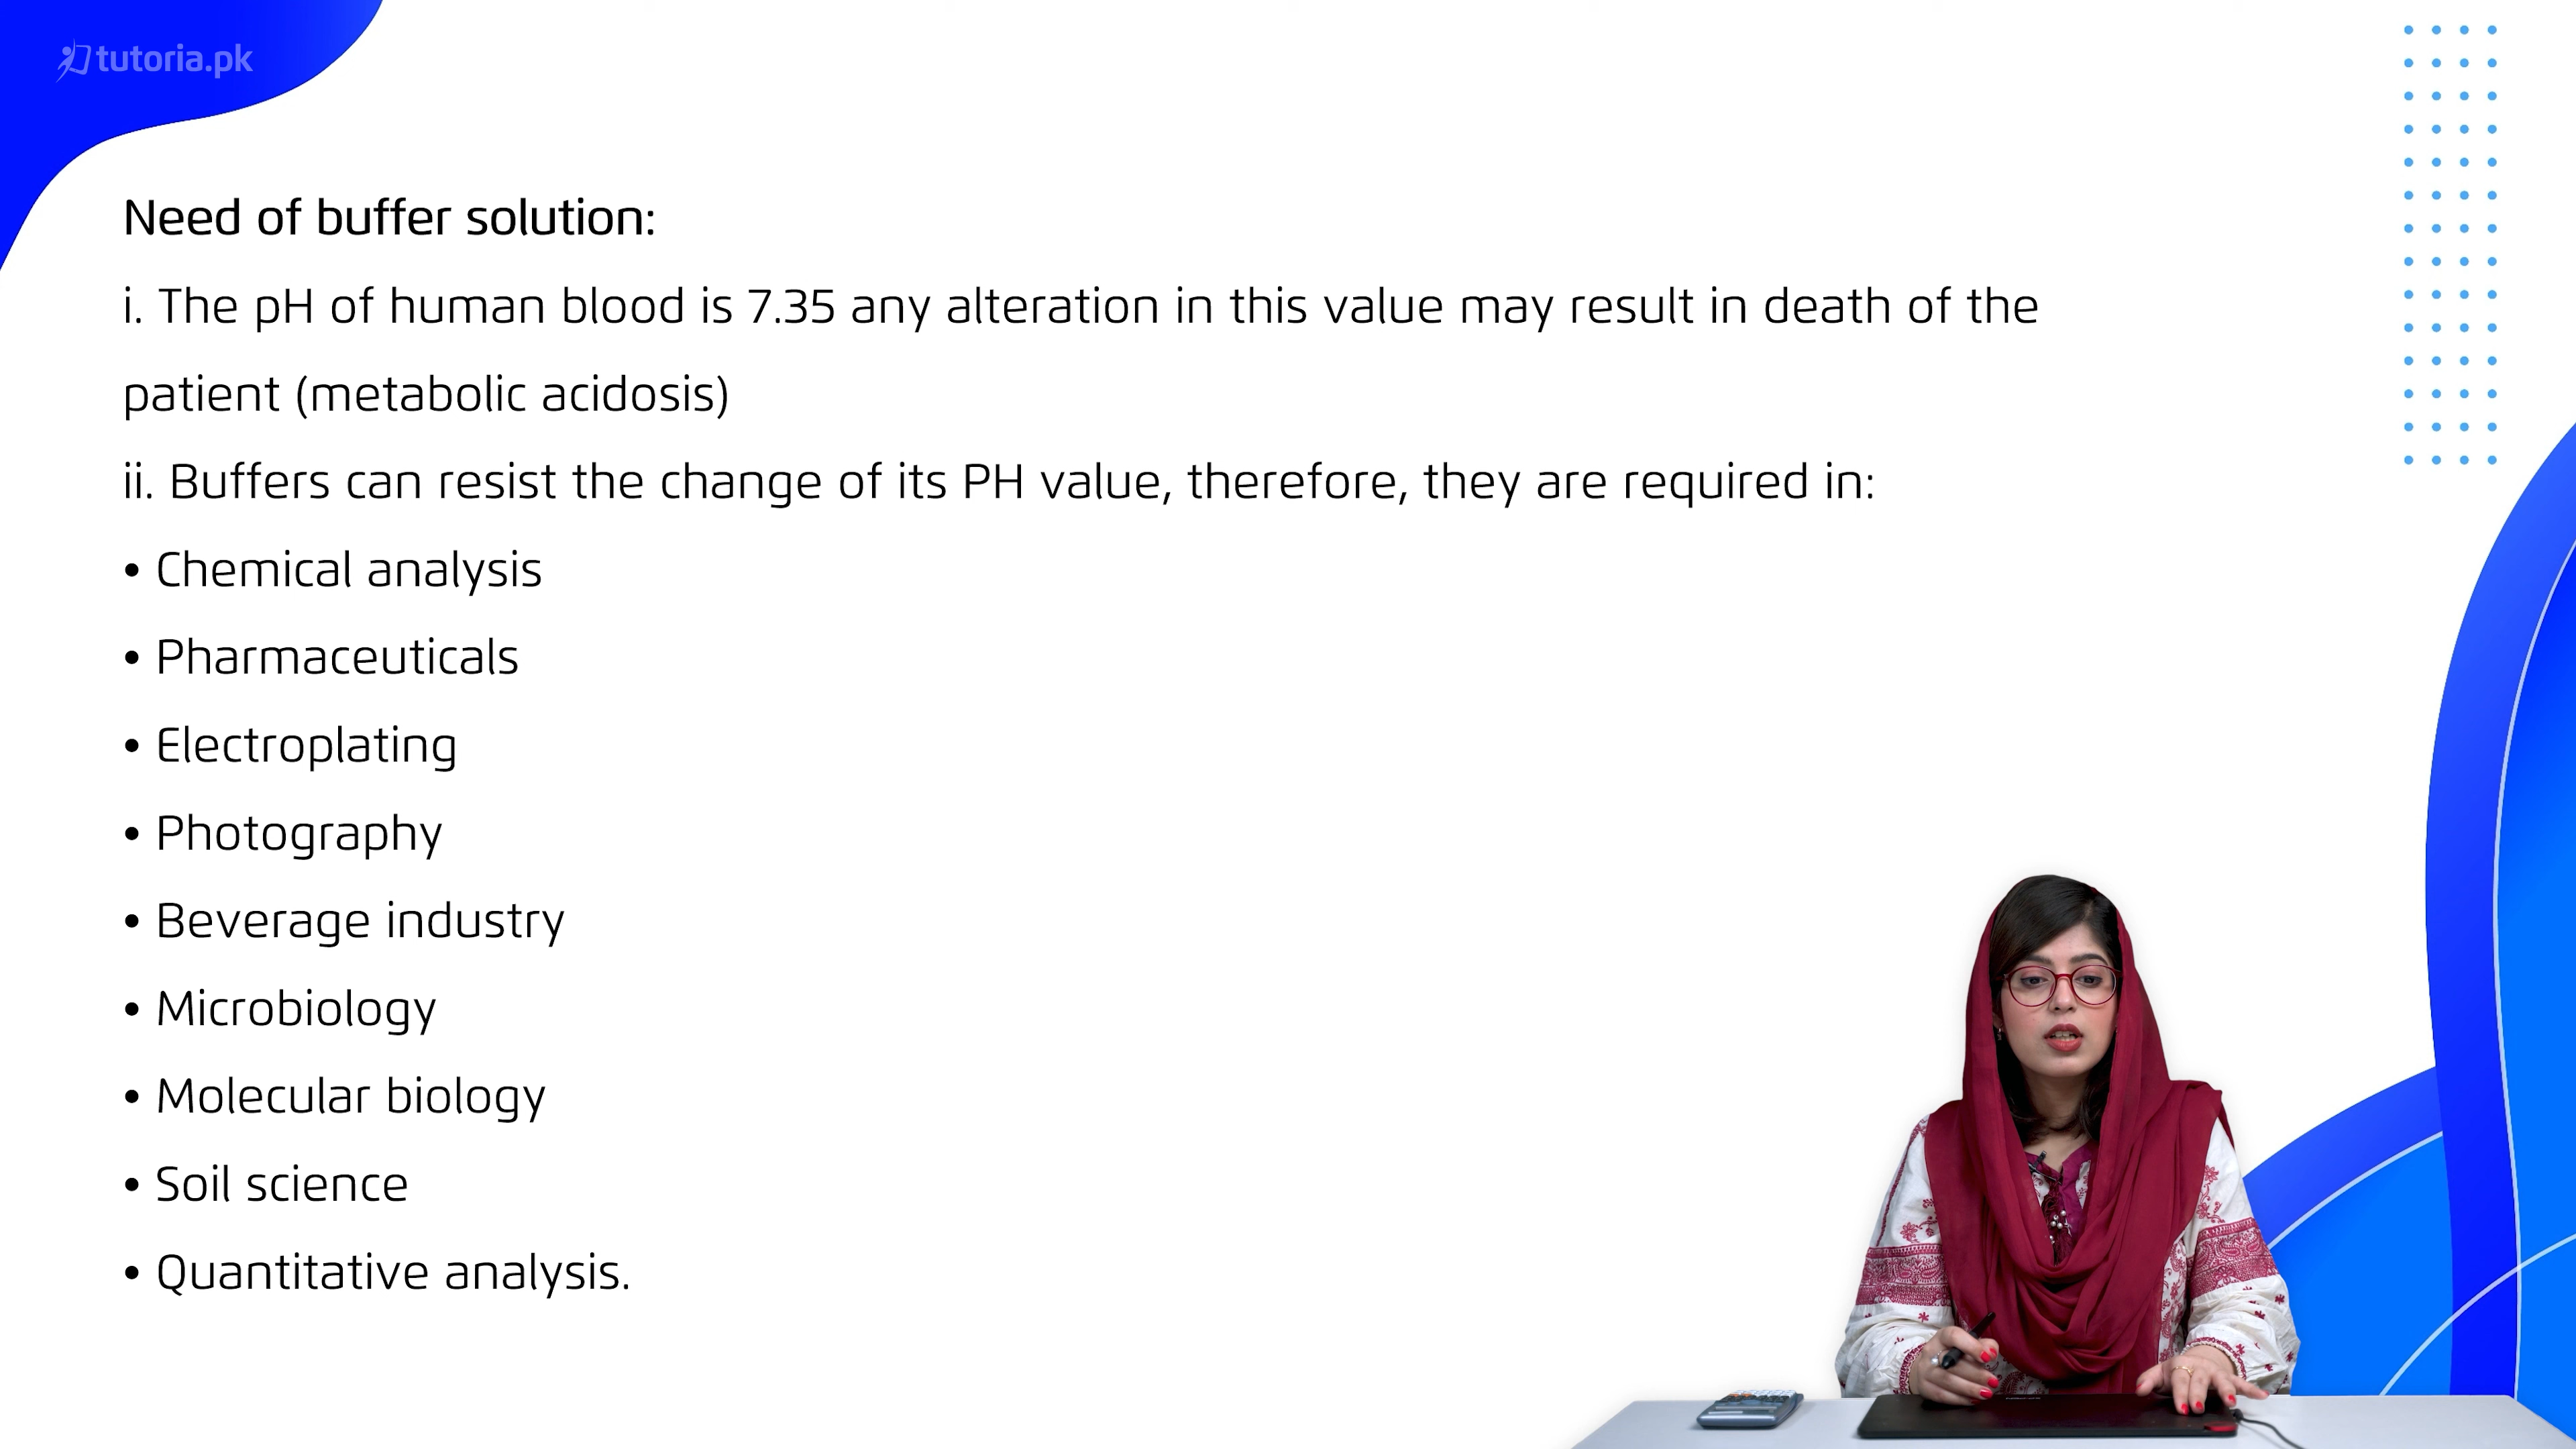 tutoria.pk
Need of buffer solution:
i. The pH of human blood is 7.35 any alteration in this value may result in death of the
patient (metabolic acidosis)
ii. Buffers can resist the change of its PH value, therefore, they are required in:
• Chemical analysis
• Pharmaceuticals
• Electroplating
• Photography
• Beverage industry
• Microbiology
• Molecular biology
• Soil science
• Quantitative analysis.